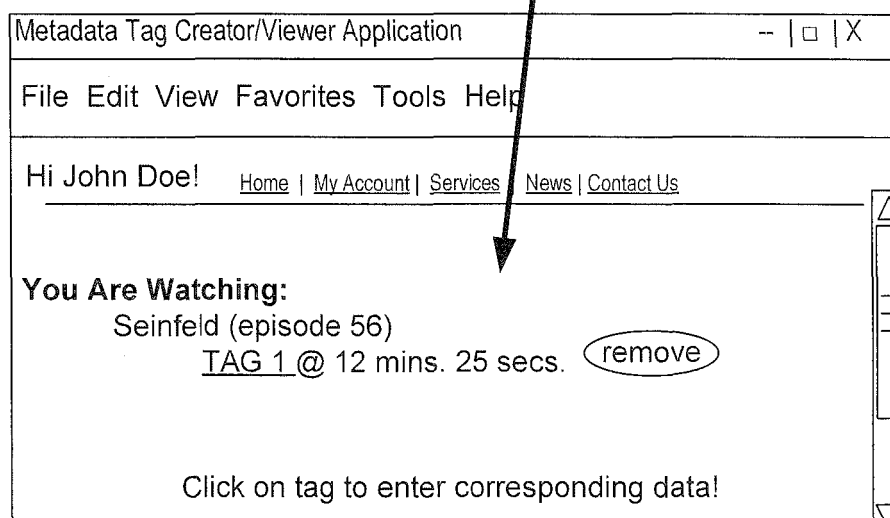 Metadata Tag Creator/Viewer Application -- | □ | X
File Edit View Favorites Tools Help
Hi John Doe! Home | My Account | Services | News | Contact Us
You Are Watching:
Seinfeld (episode 56)
TAG 1 @ 12 mins. 25 secs. remove
Click on tag to enter corresponding data!